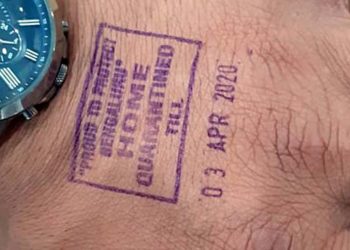 "PROUD TO PROTECT
BENGALURU"
HOME
QUARANTINED
TILL
03 APR 2020